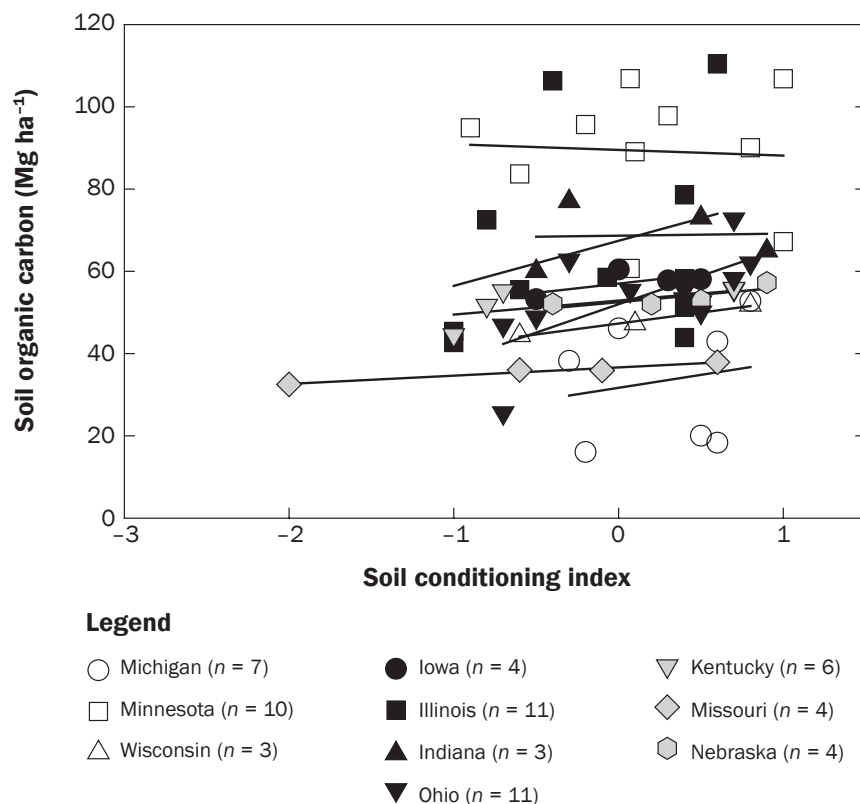 120
100
80
60
40
20
0
Soil organic carbon (Mg ha⁻¹)
−3 −2 −1 0 1
Soil conditioning index
Legend
Michigan (n = 7) Iowa (n = 4) Kentucky (n = 6)
Minnesota (n = 10) Illinois (n = 11) Missouri (n = 4)
Wisconsin (n = 3) Indiana (n = 3) Nebraska (n = 4)
Ohio (n = 11)